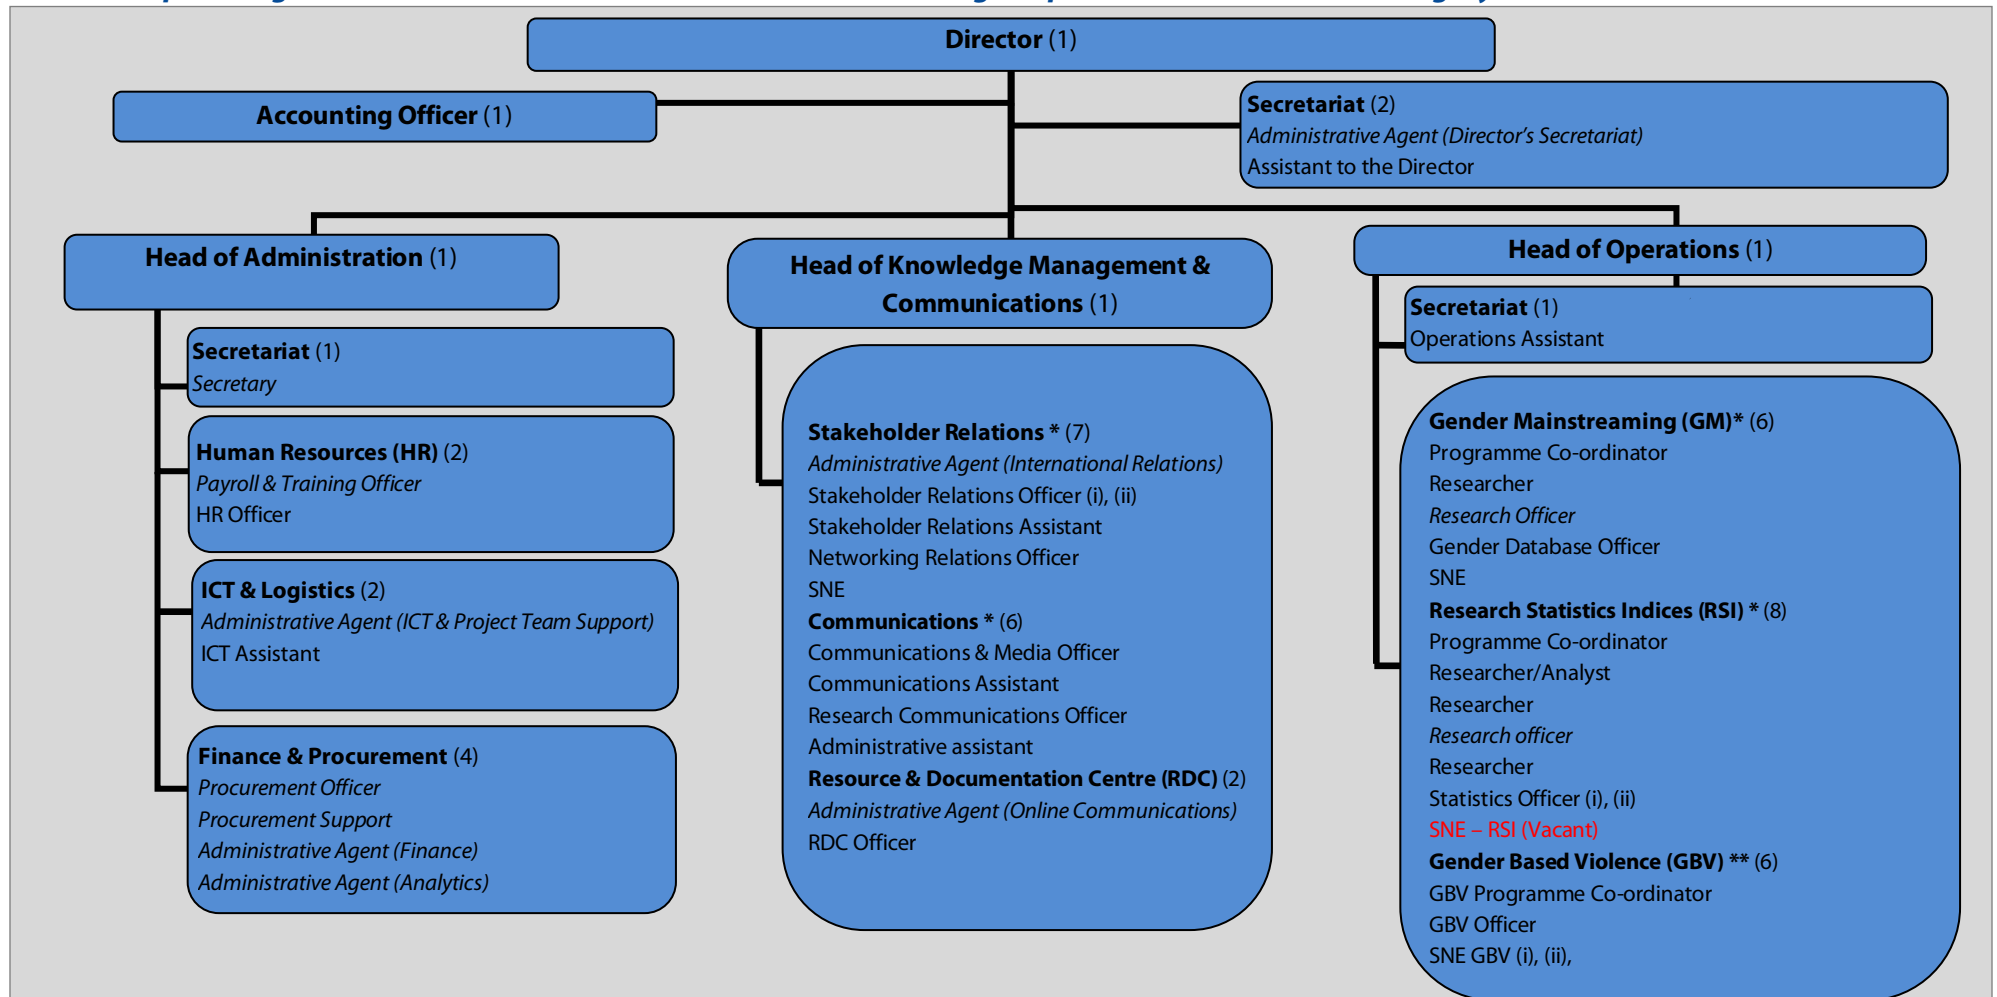 Director (1)
Accounting Officer (1)
Secretariat (2)
Administrative Agent (Director's Secretariat)
Assistant to the Director
Head of Administration (1)
Secretariat (1)
Secretary
Human Resources (HR) (2)
Payroll & Training Officer
HR Officer
ICT & Logistics (2)
Administrative Agent (ICT & Project Team Support)
ICT Assistant
Finance & Procurement (4)
Procurement Officer
Procurement Support
Administrative Agent (Finance)
Administrative Agent (Analytics)
Head of Knowledge Management &
Communications (1)
Stakeholder Relations * (7)
Administrative Agent (International Relations)
Stakeholder Relations Officer (i), (ii)
Stakeholder Relations Assistant
Networking Relations Officer
SNE
Communications * (6)
Communications & Media Officer
Communications Assistant
Research Communications Officer
Administrative assistant
Resource & Documentation Centre (RDC) (2)
Administrative Agent (Online Communications)
RDC Officer
Head of Operations (1)
Secretariat (1)
Operations Assistant
Gender Mainstreaming (GM)* (6)
Programme Co-ordinator
Researcher
Research Officer
Gender Database Officer
SNE
Research Statistics Indices (RSI) * (8)
Programme Co-ordinator
Researcher/Analyst
Researcher
Research officer
Researcher
Statistics Officer (i), (ii)
SNE – RSI (Vacant)
Gender Based Violence (GBV) ** (6)
GBV Programme Co-ordinator
GBV Officer
SNE GBV (i), (ii),